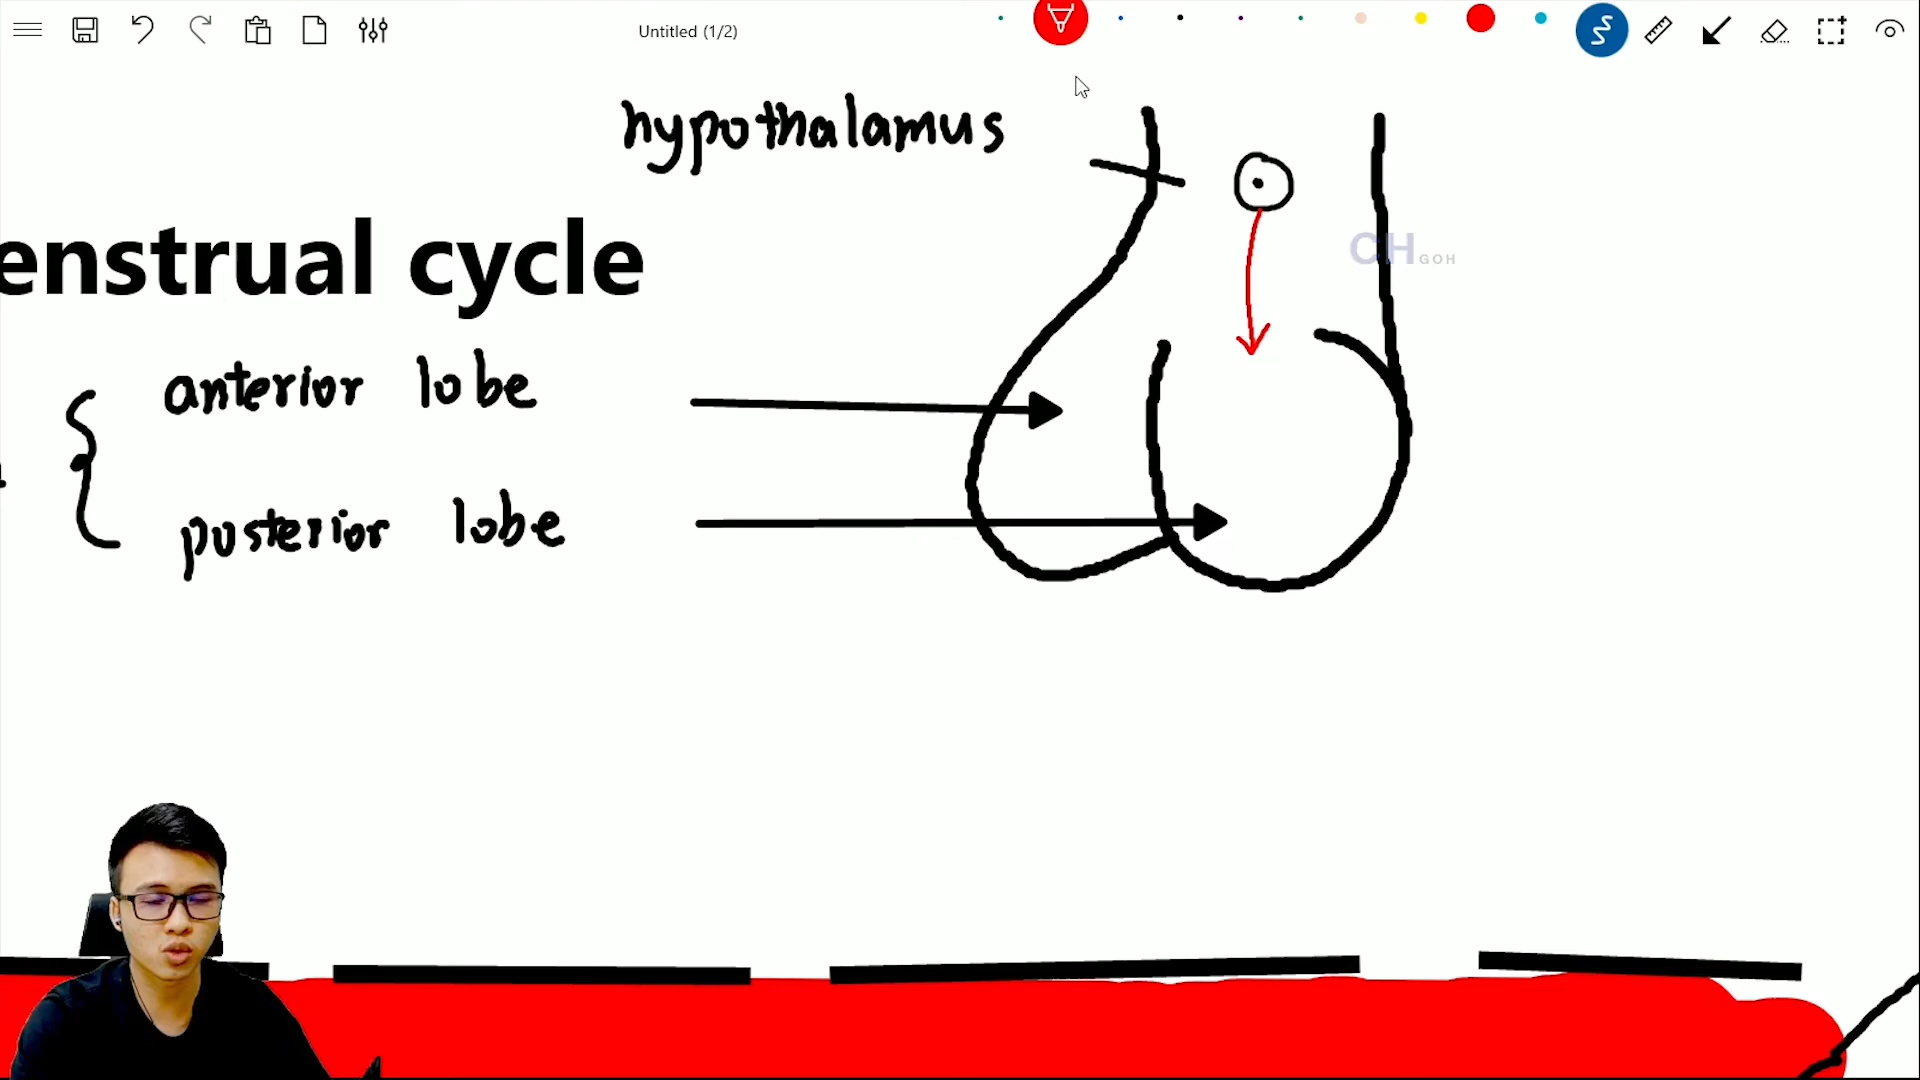 Untitled (1/2)
hypothalamus
CH GOH
enstrual cycle
anterior lobe
posterior lobe